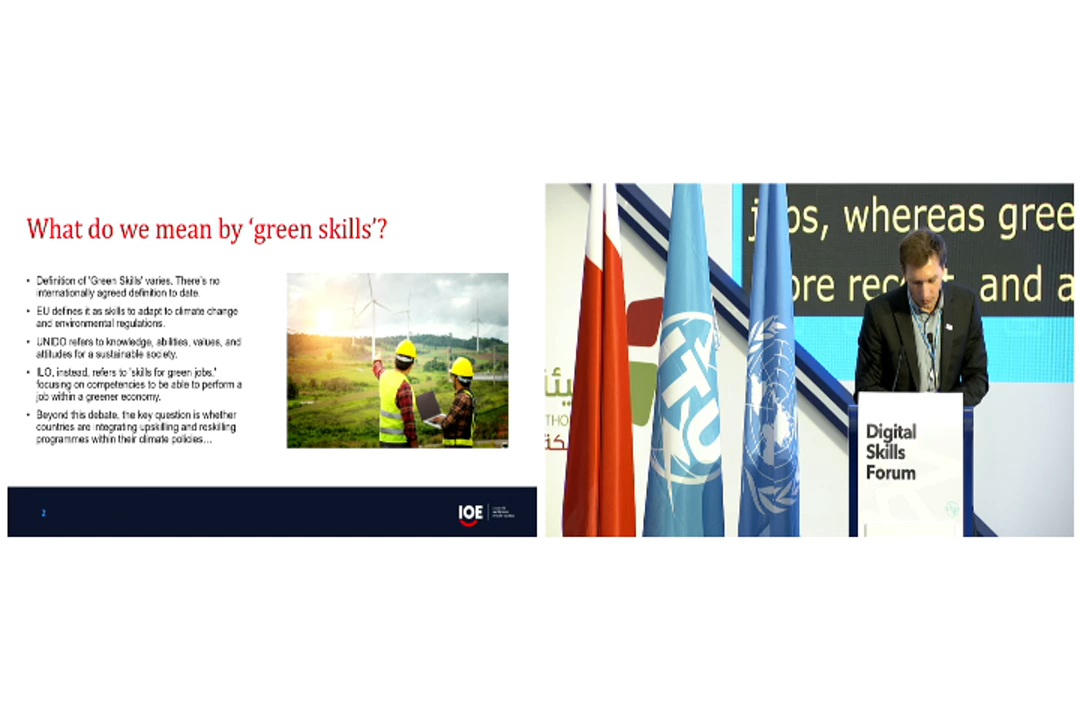 What do we mean by ‘green skills’?
• Definition of 'Green Skills' varies. There's no
internationally agreed definition to date.
• EU defines it as skills to adapt to climate change
and environmental regulations.
• UNIDO refers to knowledge, abilities, values, and
attitudes for a sustainable society.
• ILO, instead, refers to 'skills for green jobs,'
focusing on competencies to be able to perform a
job within a greener economy.
• Beyond this debate, the key question is whether
countries are integrating upskilling and reskilling
programmes within their climate policies…
2
IOE
jobs, whereas gree
ore rec and a
ITU
Digital
Skills
Forum